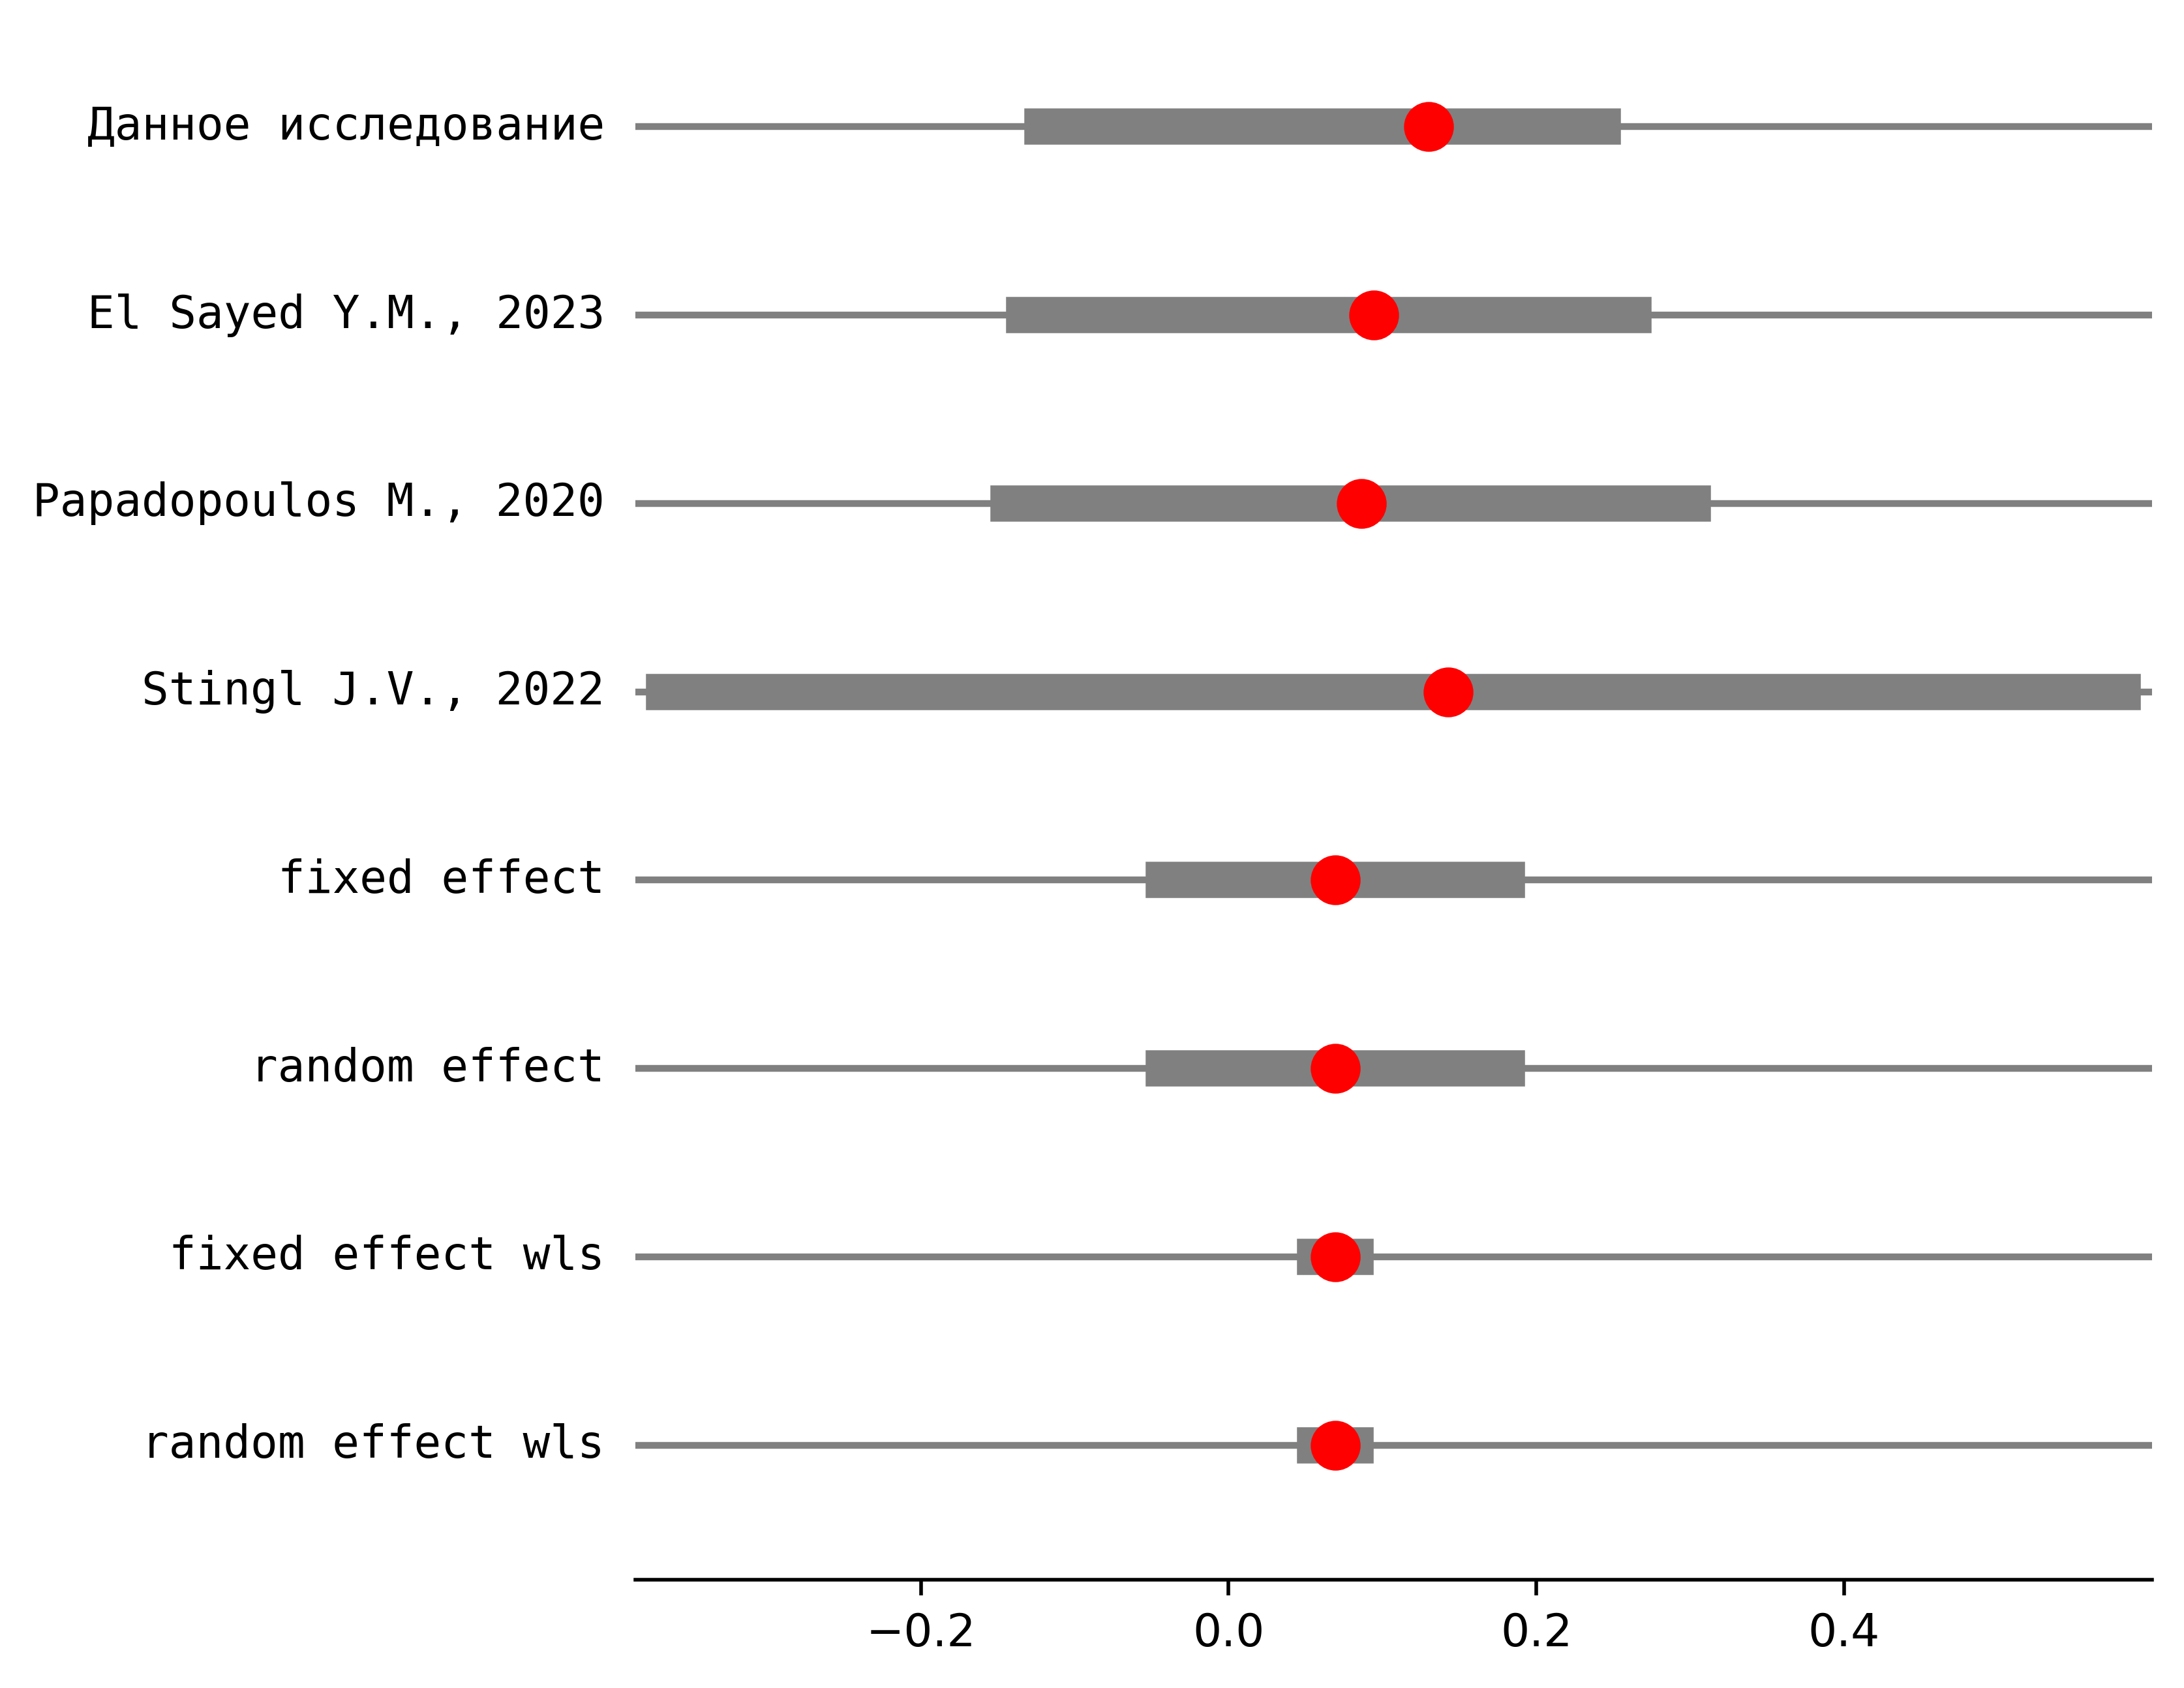 Данное исследование
El Sayed Y.M., 2023
Papadopoulos M., 2020
Stingl J.V., 2022
fixed effect
random effect
fixed effect wls
random effect wls
−0.2 0.0 0.2 0.4